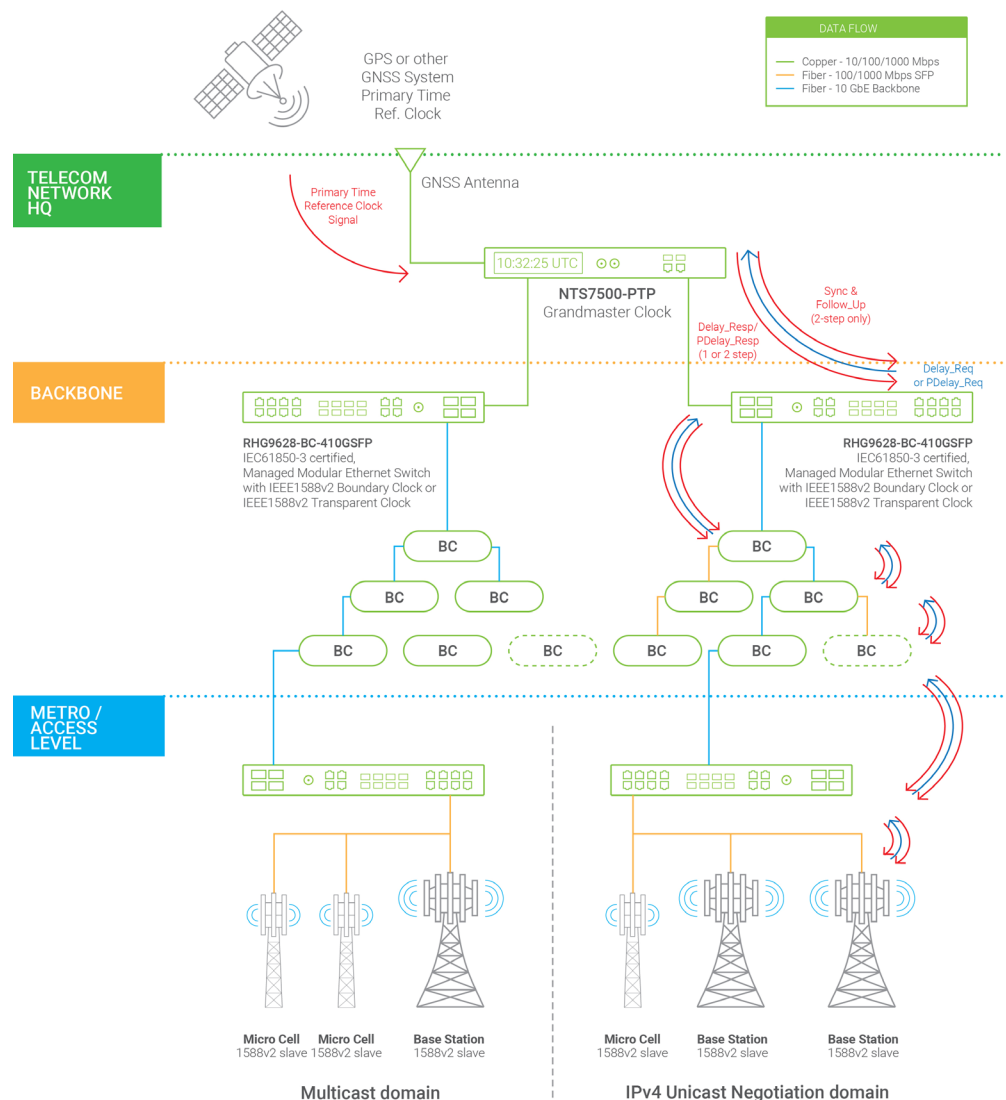 DATA FLOW
Copper - 10/100/1000 Mbps
Fiber - 100/1000 Mbps SFP
Fiber - 10 GbE Backbone
GPS or other
GNSS System
Primary Time
Ref. Clock
TELECOM
NETWORK
HQ
GNSS Antenna
Primary Time
Reference Clock
Signal
10:32:25 UTC
NTS7500-PTP
Grandmaster Clock
Sync &
Follow_Up
(2-step only)
Delay_Resp/
PDelay_Resp
(1 or 2 step)
Delay_Req
or PDelay_Req
BACKBONE
RHG9628-BC-410GSFP
IEC61850-3 certified,
Managed Modular Ethernet Switch
with IEEE1588v2 Boundary Clock or
IEEE1588v2 Transparent Clock
RHG9628-BC-410GSFP
IEC61850-3 certified,
Managed Modular Ethernet Switch
with IEEE1588v2 Boundary Clock or
IEEE1588v2 Transparent Clock
BC
BC
BC
BC
BC
BC
BC
BC
BC
BC
BC
BC
METRO /
ACCESS
LEVEL
Micro Cell
1588v2 slave
Micro Cell
1588v2 slave
Base Station
1588v2 slave
Micro Cell
1588v2 slave
Base Station
1588v2 slave
Base Station
1588v2 slave
Multicast domain
IPv4 Unicast Negotiation domain